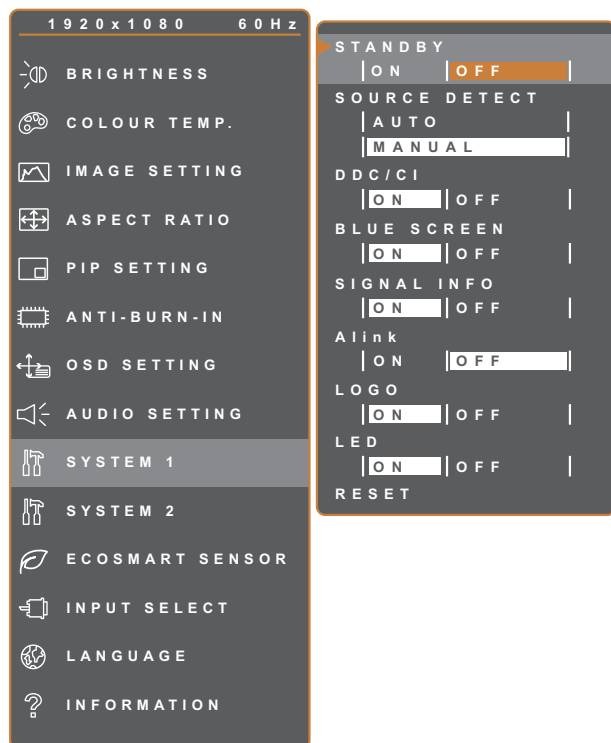 1920x1080 60Hz
BRIGHTNESS
COLOUR TEMP.
IMAGE SETTING
ASPECT RATIO
PIP SETTING
ANTI-BURN-IN
OSD SETTING
AUDIO SETTING
SYSTEM 1
SYSTEM 2
ECOSMART SENSOR
INPUT SELECT
LANGUAGE
INFORMATION
STANDBY
ON OFF
SOURCE DETECT
AUTO
MANUAL
DDC/CI
ON OFF
BLUE SCREEN
ON OFF
SIGNAL INFO
ON OFF
Alink
ON OFF
LOGO
ON OFF
LED
ON OFF
RESET